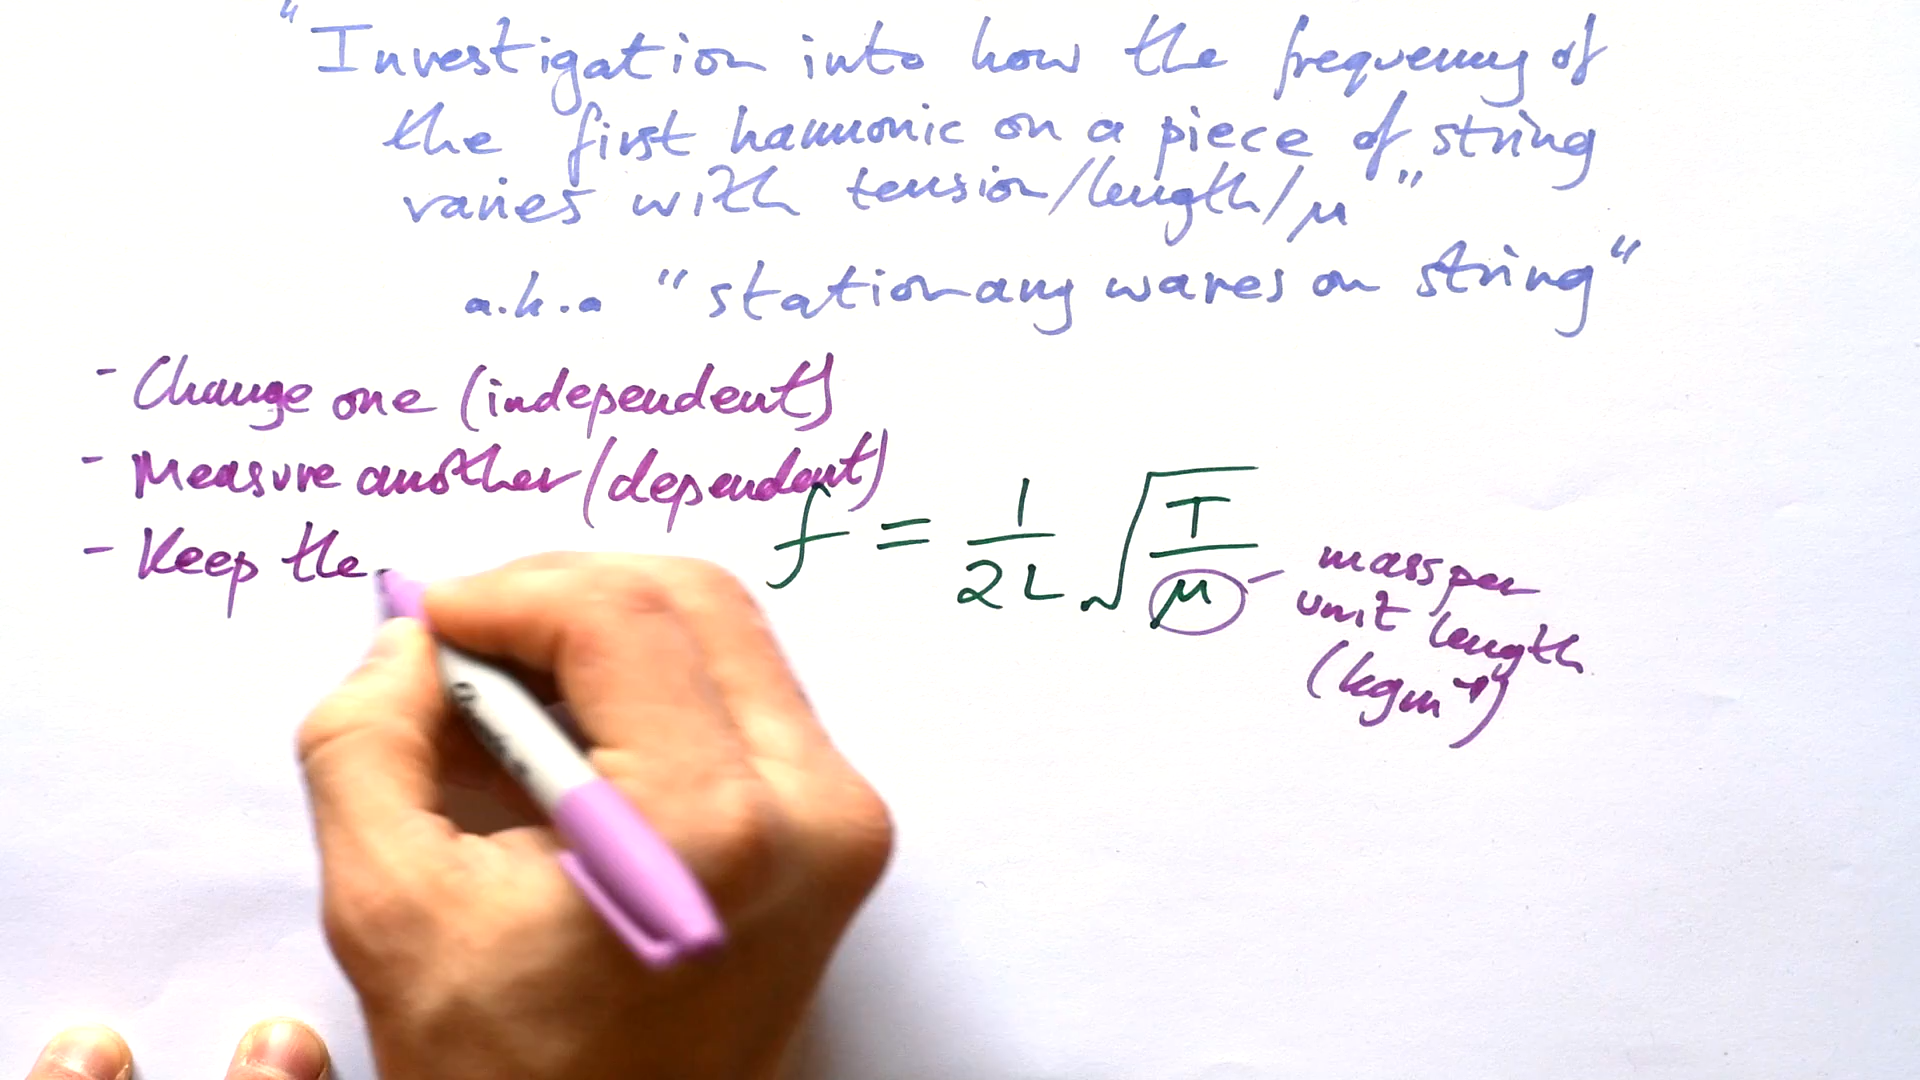 "Investigation into how the frequency of
the first harmonic on a piece of string
varies with tension/length/μ"
a.k.a "stationary waves on string"
- Change one (independent)
- Measure another (dependent)
- Keep the
f = 1/2L √T/μ
mass per
unit length
(kgm⁻¹)